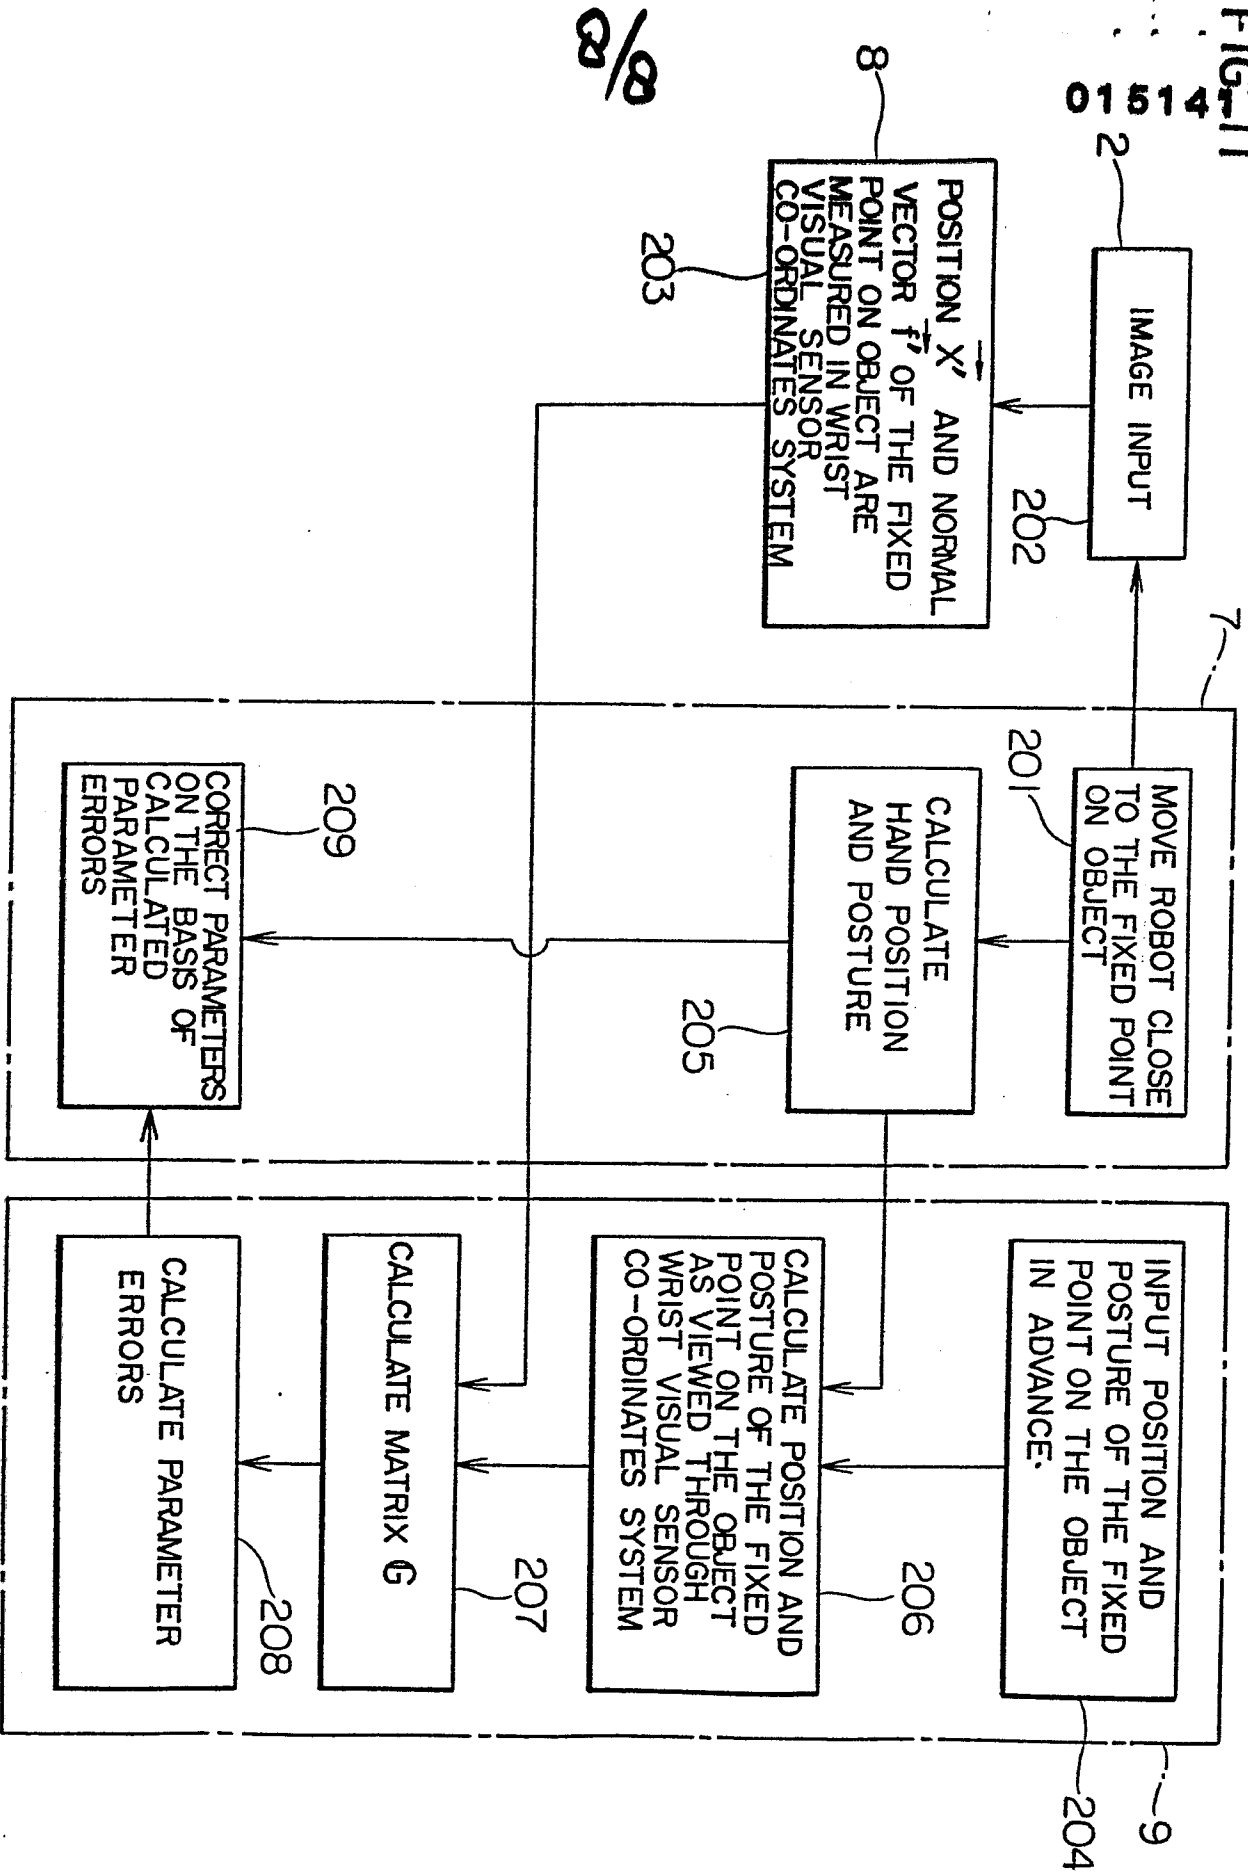 FIG. 11
015141
8/8
2
IMAGE INPUT
202
8
POSITION X' AND NORMAL
VECTOR f' OF THE FIXED
POINT ON OBJECT ARE
MEASURED IN WRIST
VISUAL SENSOR
CO-ORDINATES SYSTEM
203
7
MOVE ROBOT CLOSE
TO THE FIXED POINT
ON OBJECT
201
CALCULATE
HAND POSITION
AND POSTURE
205
CORRECT PARAMETERS
ON THE BASIS OF
CALCULATED
PARAMETER
ERRORS
209
9
INPUT POSITION AND
POSTURE OF THE FIXED
POINT ON THE OBJECT
IN ADVANCE.
204
CALCULATE POSITION AND
POSTURE OF THE FIXED
POINT ON THE OBJECT
AS VIEWED THROUGH
WRIST VISUAL SENSOR
CO-ORDINATES SYSTEM
206
CALCULATE MATRIX G
207
CALCULATE PARAMETER
ERRORS
208